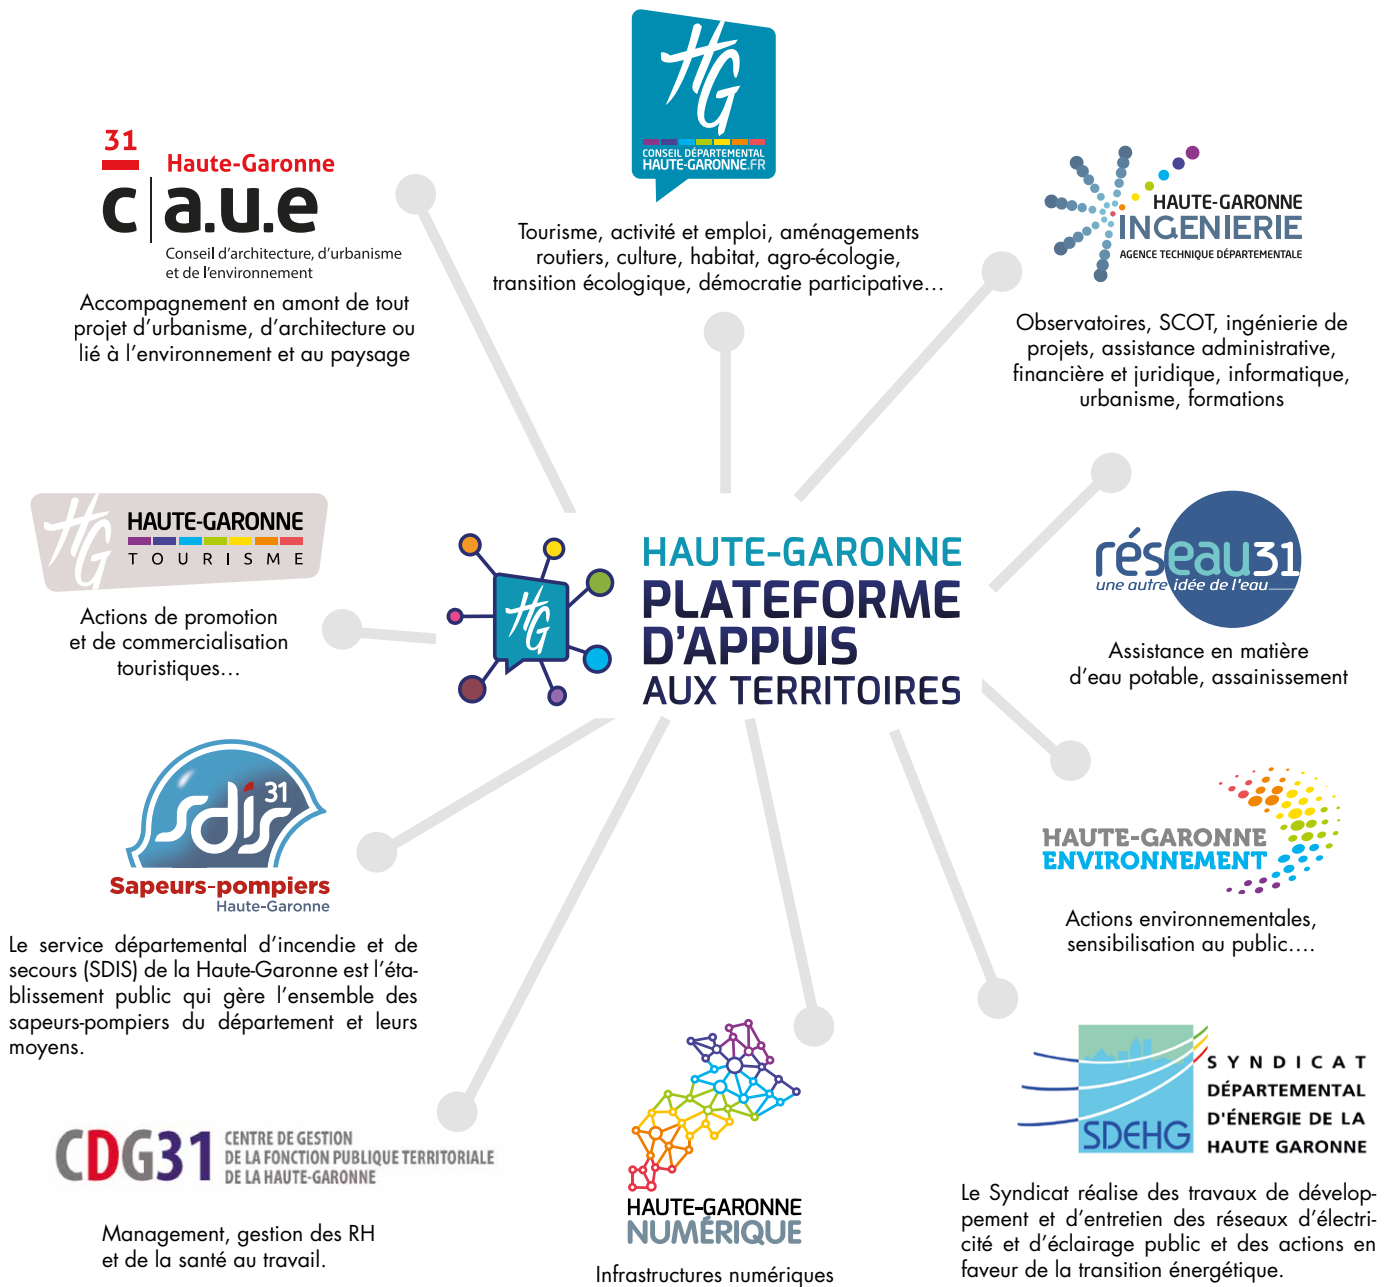 HG
CONSEIL DÉPARTEMENTAL
HAUTE-GARONNE.FR
Tourisme, activité et emploi, aménagements
routiers, culture, habitat, agro-écologie,
transition écologique, démocratie participative…
31
Haute-Garonne
c|a.u.e
Conseil d'architecture, d'urbanisme
et de l'environnement
Accompagnement en amont de tout
projet d'urbanisme, d'architecture ou
lié à l'environnement et au paysage
HAUTE-GARONNE
INGENIERIE
AGENCE TECHNIQUE DÉPARTEMENTALE
Observatoires, SCOT, ingénierie de
projets, assistance administrative,
financière et juridique, informatique,
urbanisme, formations
HG
HAUTE-GARONNE
TOURISME
Actions de promotion
et de commercialisation
touristiques…
HG
HAUTE-GARONNE
PLATEFORME
D'APPUIS
AUX TERRITOIRES
réseau31
une autre idée de l'eau
Assistance en matière
d'eau potable, assainissement
sdis 31
Sapeurs-pompiers
Haute-Garonne
Le service départemental d'incendie et de
secours (SDIS) de la Haute-Garonne est l'éta-
blissement public qui gère l'ensemble des
sapeurs-pompiers du département et leurs
moyens.
HAUTE-GARONNE
ENVIRONNEMENT
Actions environnementales,
sensibilisation au public....
CDG31
CENTRE DE GESTION
DE LA FONCTION PUBLIQUE TERRITORIALE
DE LA HAUTE-GARONNE
Management, gestion des RH
et de la santé au travail.
HAUTE-GARONNE
NUMÉRIQUE
Infrastructures numériques
SDEHG
SYNDICAT
DÉPARTEMENTAL
D'ÉNERGIE DE LA
HAUTE GARONNE
Le Syndicat réalise des travaux de dévelop-
pement et d'entretien des réseaux d'électri-
cité et d'éclairage public et des actions en
faveur de la transition énergétique.